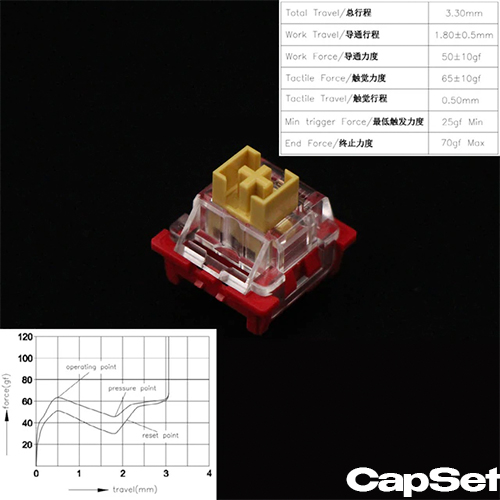 Total Travel/总行程 3.30mm
Work Travel/导通行程 1.80±0.5mm
Work Force/导通力度 50±10gf
Tactile Force/触觉力度 65±10gf
Tactile Travel/触觉行程 0.50mm
Min trigger Force/最低触发力度 25gf Min
End Force/终止力度 70gf Max
120
100
80
60
40
20
0 1 2 3 4
force(gf)
operating point
pressure point
reset point
travel(mm)
CapSet